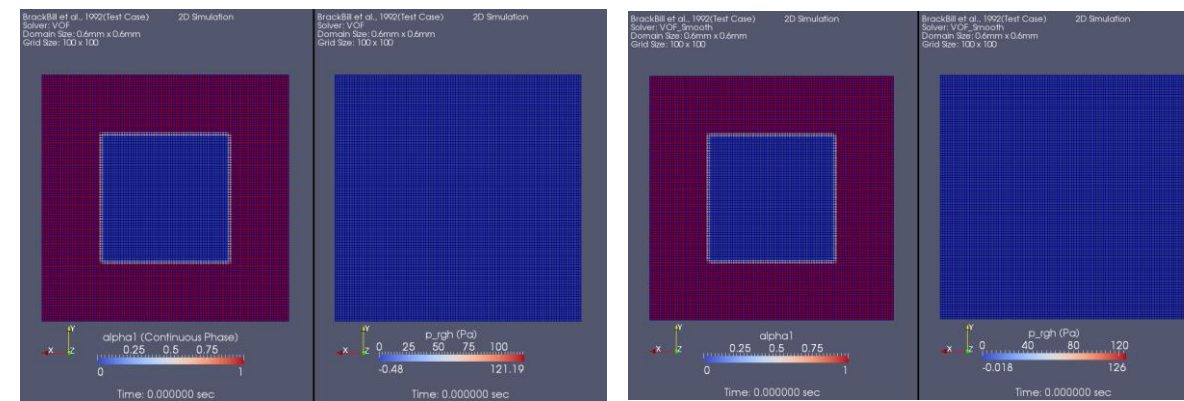 BrackBill et al., 1992(Test Case) 2D Simulation
Solver: VOF
Domain Size: 0.6mm x 0.6mm
Grid Size: 100 x 100
Y
X Z
alpha1 (Continuous Phase)
0.25 0.5 0.75
0 1
Time: 0.000000 sec
BrackBill et al., 1992(Test Case) 2D Simulation
Solver: VOF
Domain Size: 0.6mm x 0.6mm
Grid Size: 100 x 100
Y
X Z
p_rgh (Pa)
0 25 50 75 100
-0.48 121.19
Time: 0.000000 sec
BrackBill et al., 1992(Test Case) 2D Simulation
Solver: VOF_Smooth
Domain Size: 0.6mm x 0.6mm
Grid Size: 100 x 100
Y
X Z
alpha1
0.25 0.5 0.75
0 1
Time: 0.000000 sec
BrackBill et al., 1992(Test Case) 2D Simulation
Solver: VOF_Smooth
Domain Size: 0.6mm x 0.6mm
Grid Size: 100 x 100
Y
X Z
p_rgh (Pa)
0 40 80 120
-0.018 126
Time: 0.000000 sec